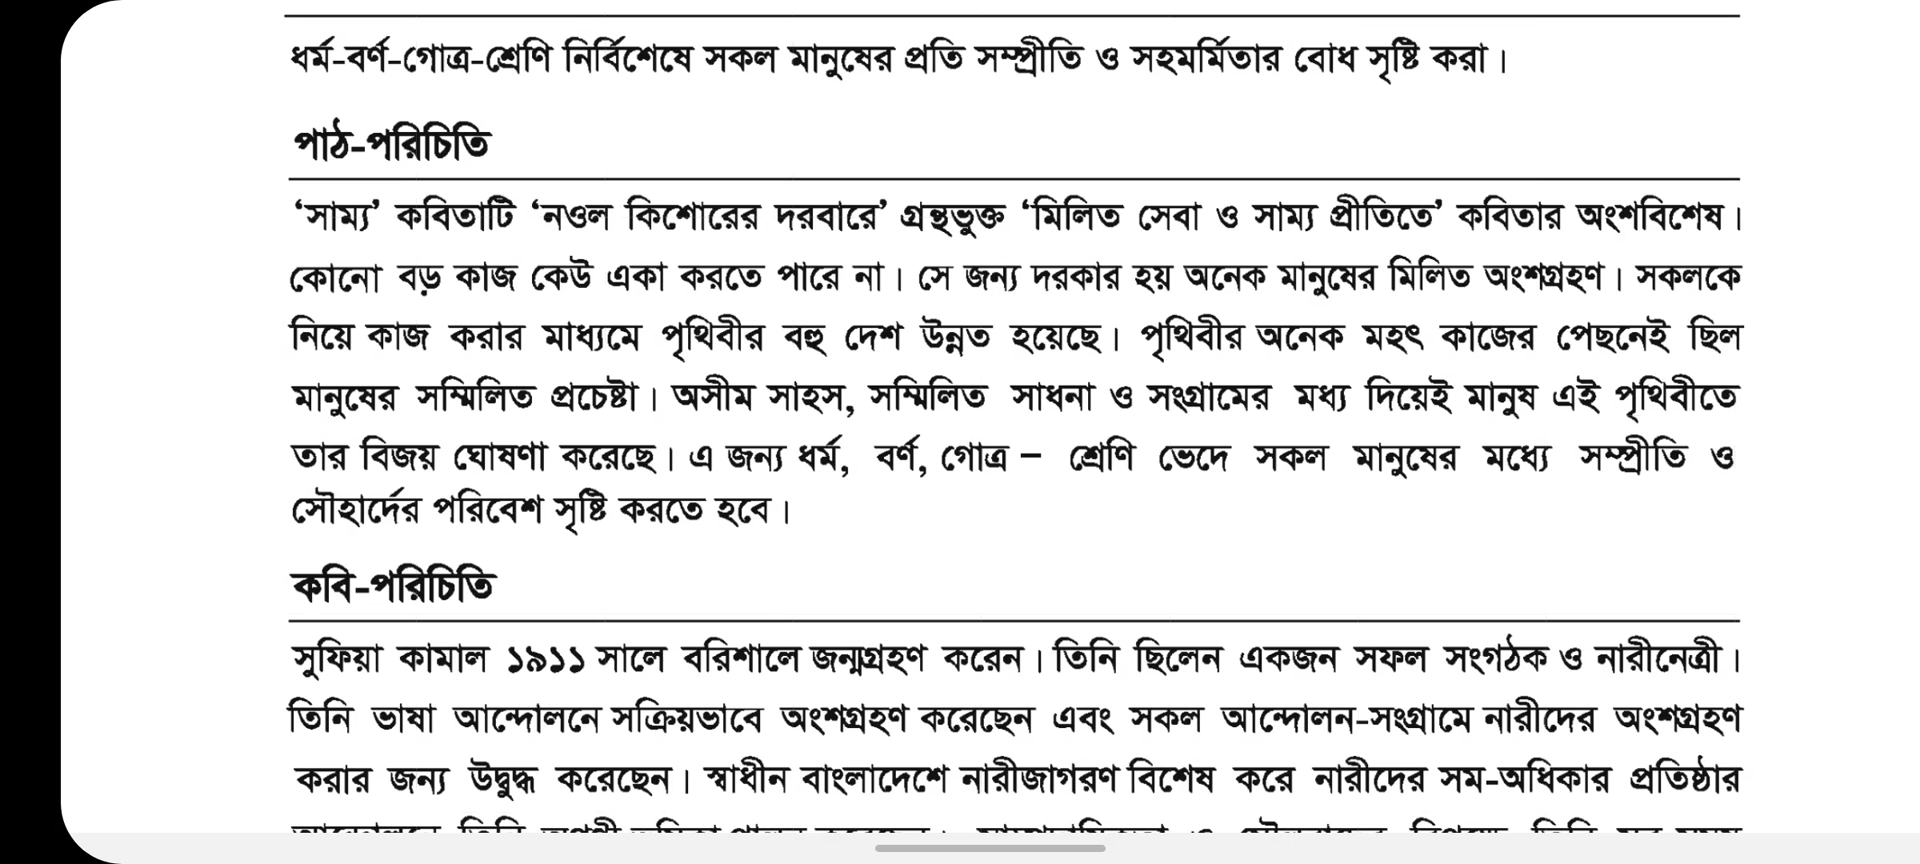 ধর্ম-বর্ণ-গোত্র-শ্রেণি নির্বিশেষে সকল মানুষের প্রতি সম্প্রীতি ও সহমর্মিতার বোধ সৃষ্টি করা।
পাঠ-পরিচিতি
‘সাম্য’ কবিতাটি ‘নওল কিশোরের দরবারে’ গ্রন্থভুক্ত ‘মিলিত সেবা ও সাম্য প্রীতিতে’ কবিতার অংশবিশেষ।
কোনো বড় কাজ কেউ একা করতে পারে না। সে জন্য দরকার হয় অনেক মানুষের মিলিত অংশগ্রহণ। সকলকে
নিয়ে কাজ করার মাধ্যমে পৃথিবীর বহু দেশ উন্নত হয়েছে। পৃথিবীর অনেক মহৎ কাজের পেছনেই ছিল
মানুষের সম্মিলিত প্রচেষ্টা। অসীম সাহস, সম্মিলিত সাধনা ও সংগ্রামের মধ্য দিয়েই মানুষ এই পৃথিবীতে
তার বিজয় ঘোষণা করেছে। এ জন্য ধর্ম, বর্ণ, গোত্র – শ্রেণি ভেদে সকল মানুষের মধ্যে সম্প্রীতি ও
সৌহার্দের পরিবেশ সৃষ্টি করতে হবে।
কবি-পরিচিতি
সুফিয়া কামাল ১৯১১ সালে বরিশালে জন্মগ্রহণ করেন। তিনি ছিলেন একজন সফল সংগঠক ও নারীনেত্রী।
তিনি ভাষা আন্দোলনে সক্রিয়ভাবে অংশগ্রহণ করেছেন এবং সকল আন্দোলন-সংগ্রামে নারীদের অংশগ্রহণ
করার জন্য উদ্বুদ্ধ করেছেন। স্বাধীন বাংলাদেশে নারীজাগরণ বিশেষ করে নারীদের সম-অধিকার প্রতিষ্ঠার